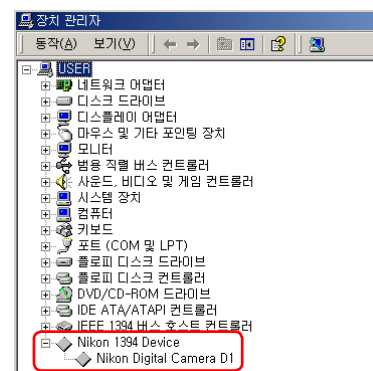 장치 관리자
동작(A) 보기(V)
USER
네트워크 어댑터
디스크 드라이브
디스플레이 어댑터
마우스 및 기타 포인팅 장치
모니터
범용 직렬 버스 컨트롤러
사운드, 비디오 및 게임 컨트롤러
시스템 장치
컴퓨터
키보드
포트 (COM 및 LPT)
플로피 디스크 드라이브
플로피 디스크 컨트롤러
DVD/CD-ROM 드라이브
IDE ATA/ATAPI 컨트롤러
IEEE 1394 버스 호스트 컨트롤러
Nikon 1394 Device
Nikon Digital Camera D1